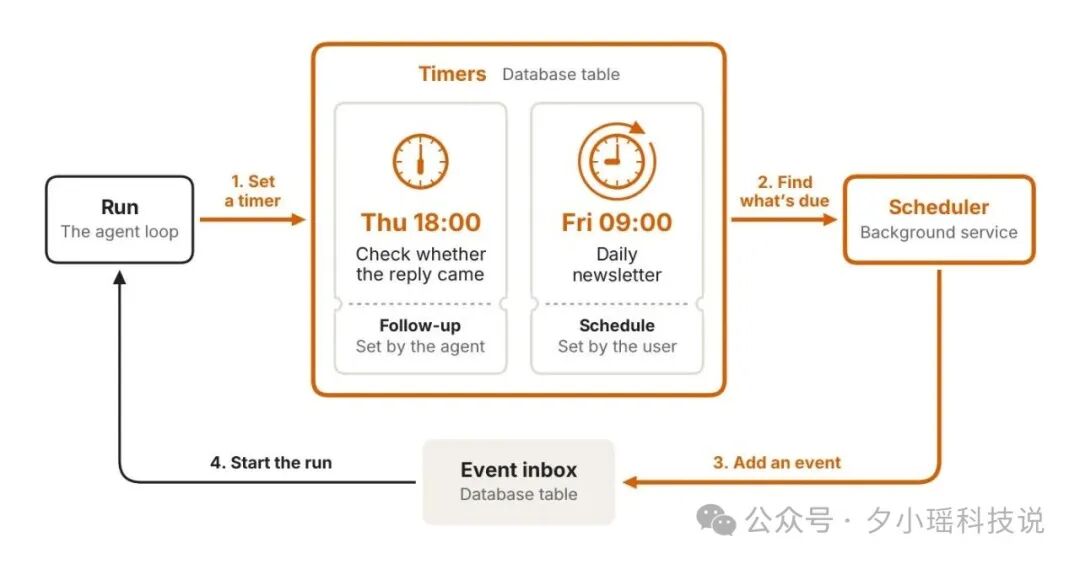 Timers Database table
1. Set
a timer
2. Find
what's due
Run
The agent loop
Thu 18:00
Check whether
the reply came
Follow-up
Set by the agent
Fri 09:00
Daily
newsletter
Schedule
Set by the user
Scheduler
Background service
4. Start the run
Event inbox
Database table
3. Add an event
公众号 · 夕小瑶科技说